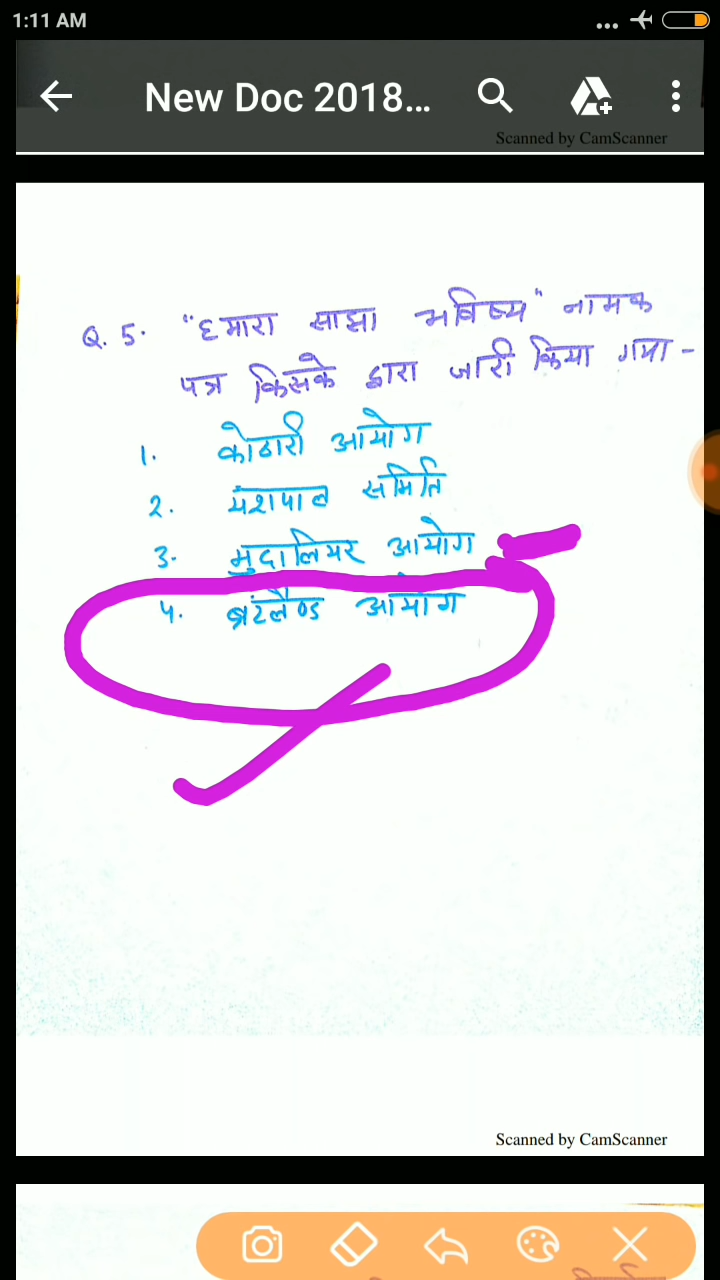 1:11 AM
New Doc 2018...
Scanned by CamScanner
Q. 5. "हमारा साझा भविष्य" नामक
पत्र किसके द्वारा जारी किया गया -
1. कोठारी आयोग
2. यशपाल समिति
3. मुदालियर आयोग
4. ब्रंटलैण्ड आयोग
Scanned by CamScanner